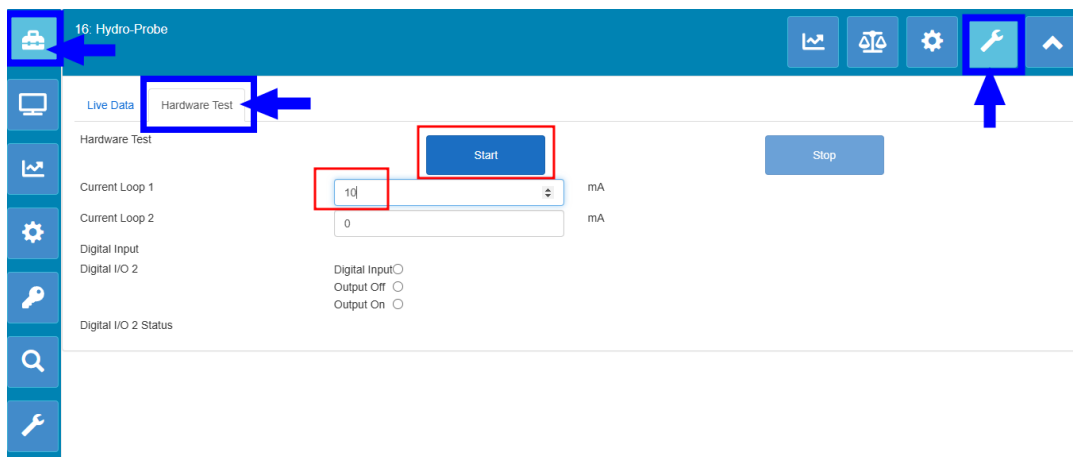 16: Hydro-Probe
Live Data Hardware Test
Hardware Test Start Stop
Current Loop 1 10 mA
Current Loop 2 0 mA
Digital Input
Digital I/O 2 Digital Input
Output Off
Output On
Digital I/O 2 Status